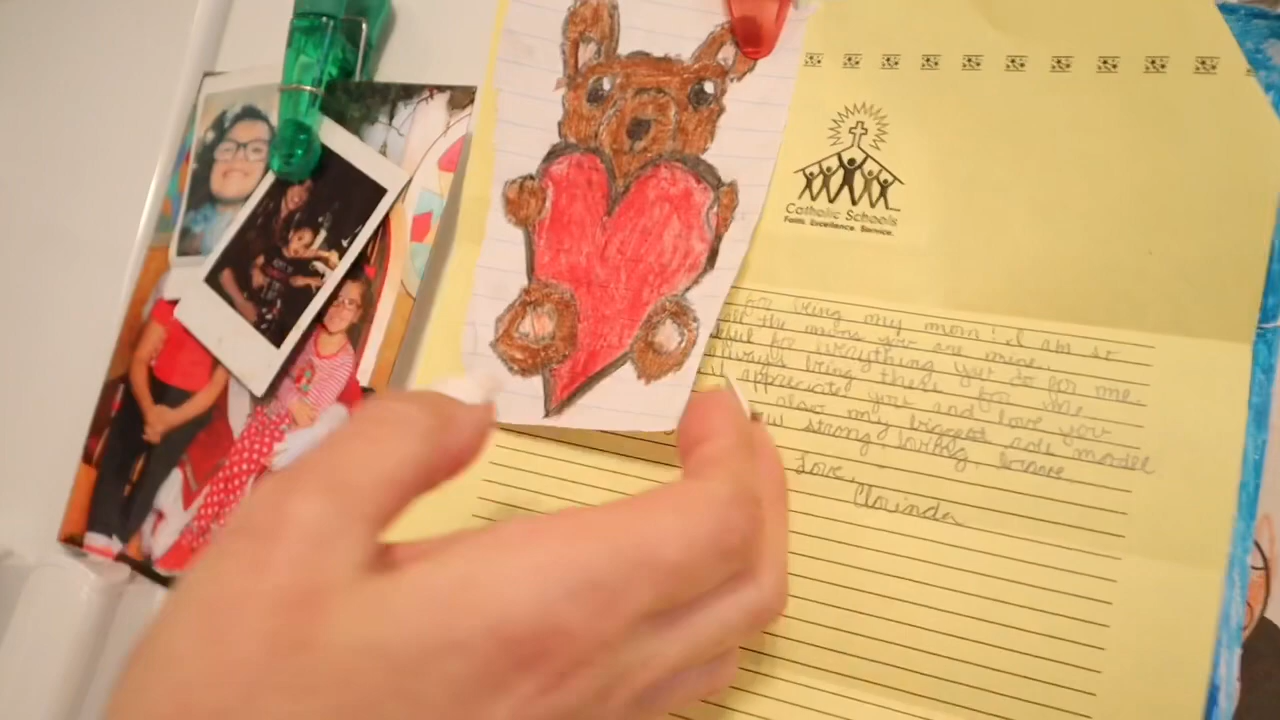 Catholic Schools
Faith. Excellence. Service.
for being my mom! I am so
all the moms you are mine.
for everything you do for me.
always being there for me.
appreciate you and love you
also my biggest role model
strong, loving, brave.
Love,
Clorinda